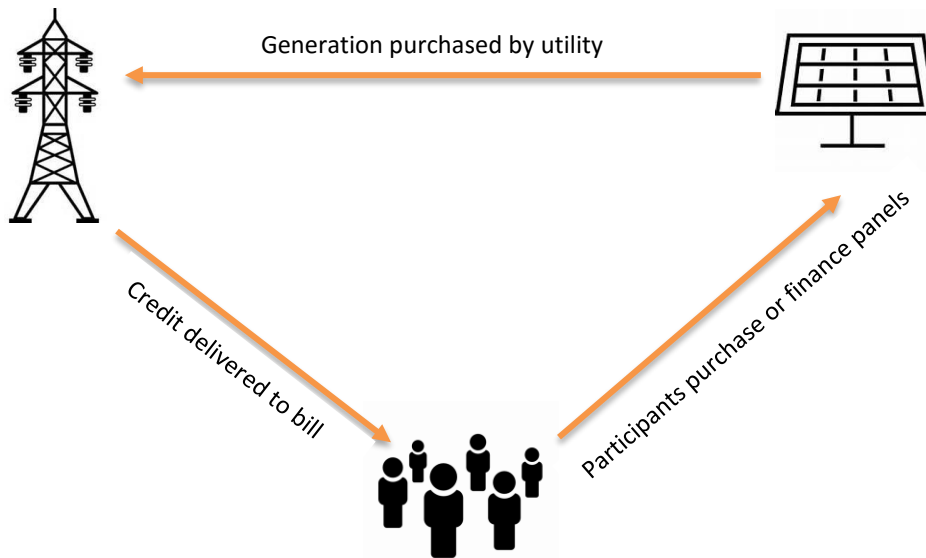 Generation purchased by utility
Credit delivered to bill
Participants purchase or finance panels